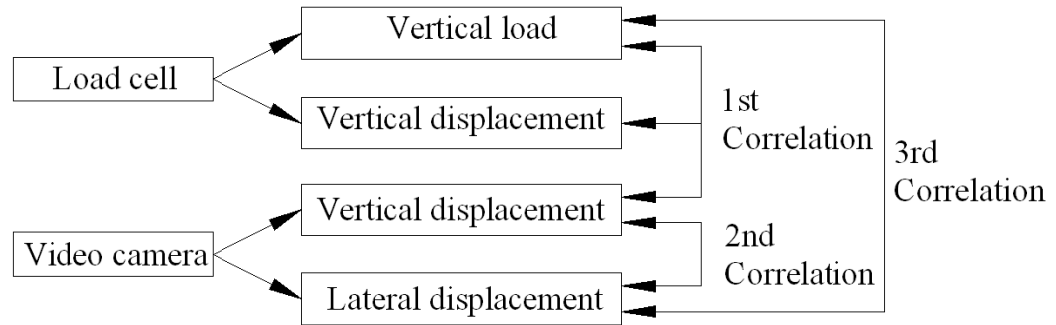 Vertical load
Load cell
Vertical displacement
1st
Correlation
3rd
Correlation
Vertical displacement
Video camera
2nd
Correlation
Lateral displacement